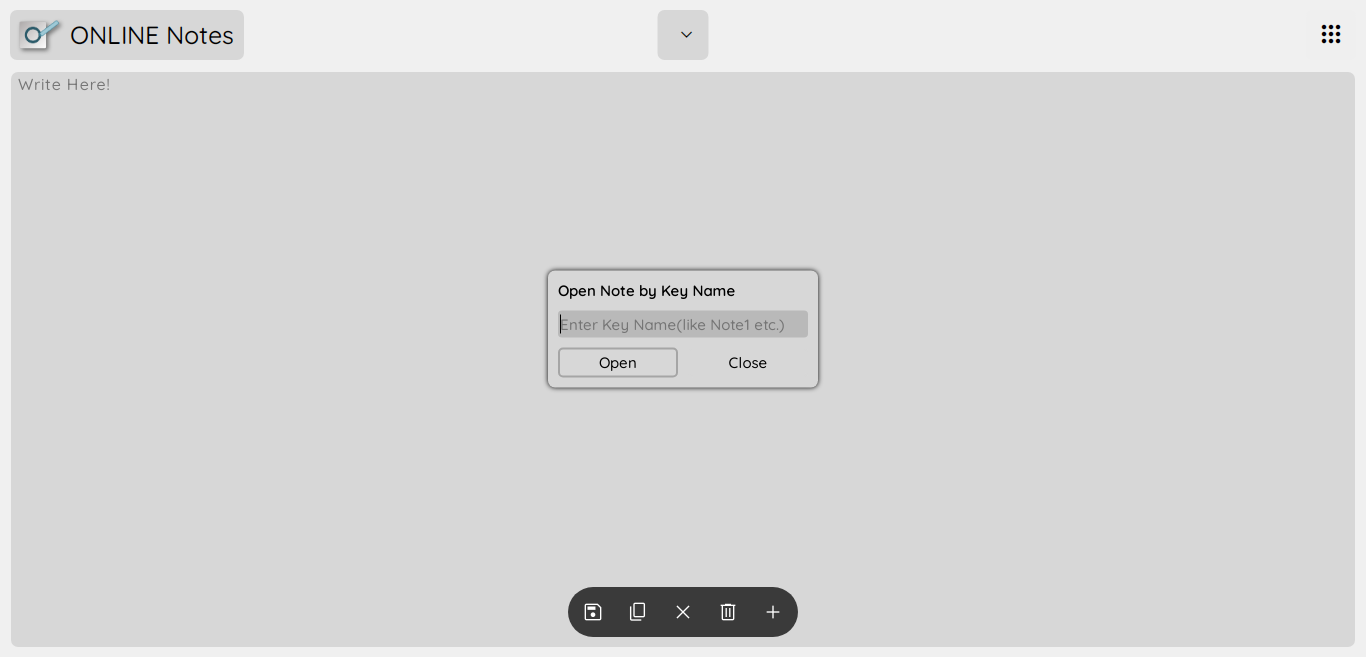 ONLINE Notes
Write Here!
Open Note by Key Name
Enter Key Name(like Note1 etc.)
Open Close